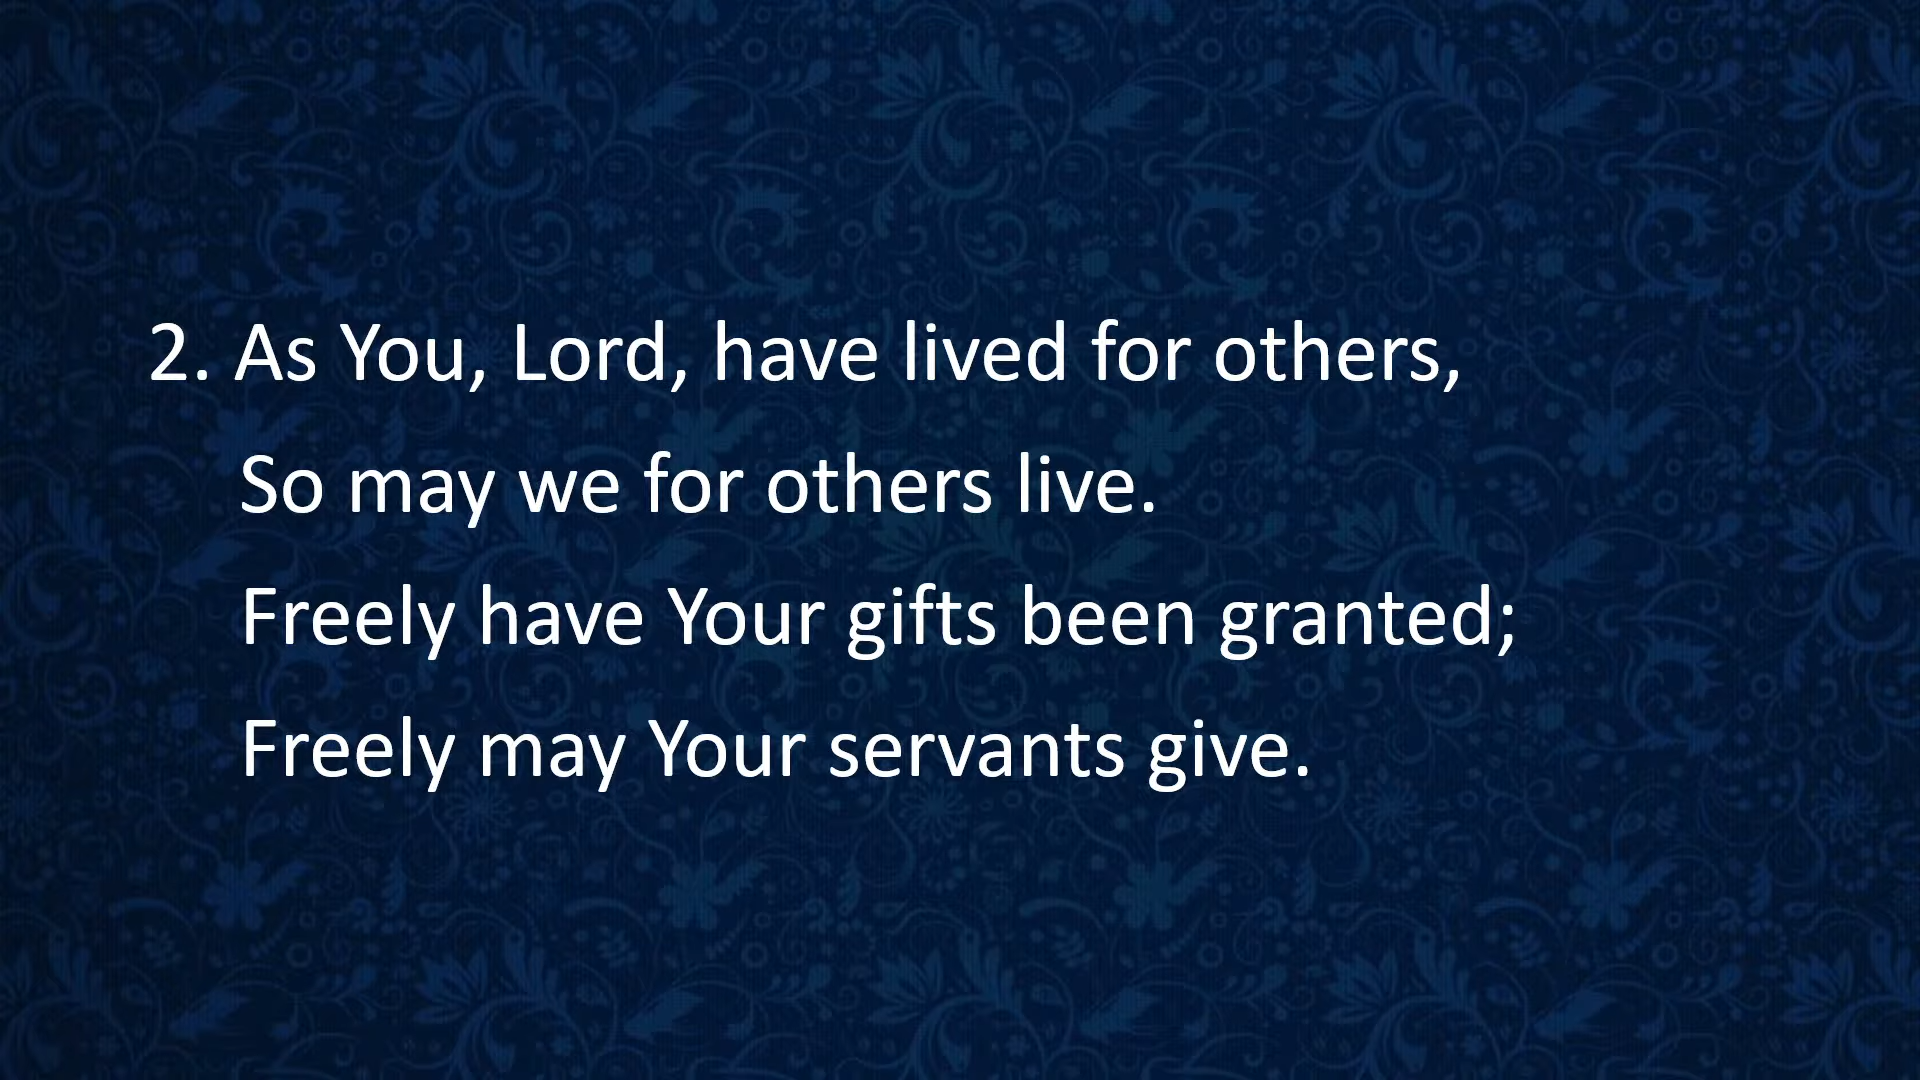 2. As You, Lord, have lived for others,
So may we for others live.
Freely have Your gifts been granted;
Freely may Your servants give.